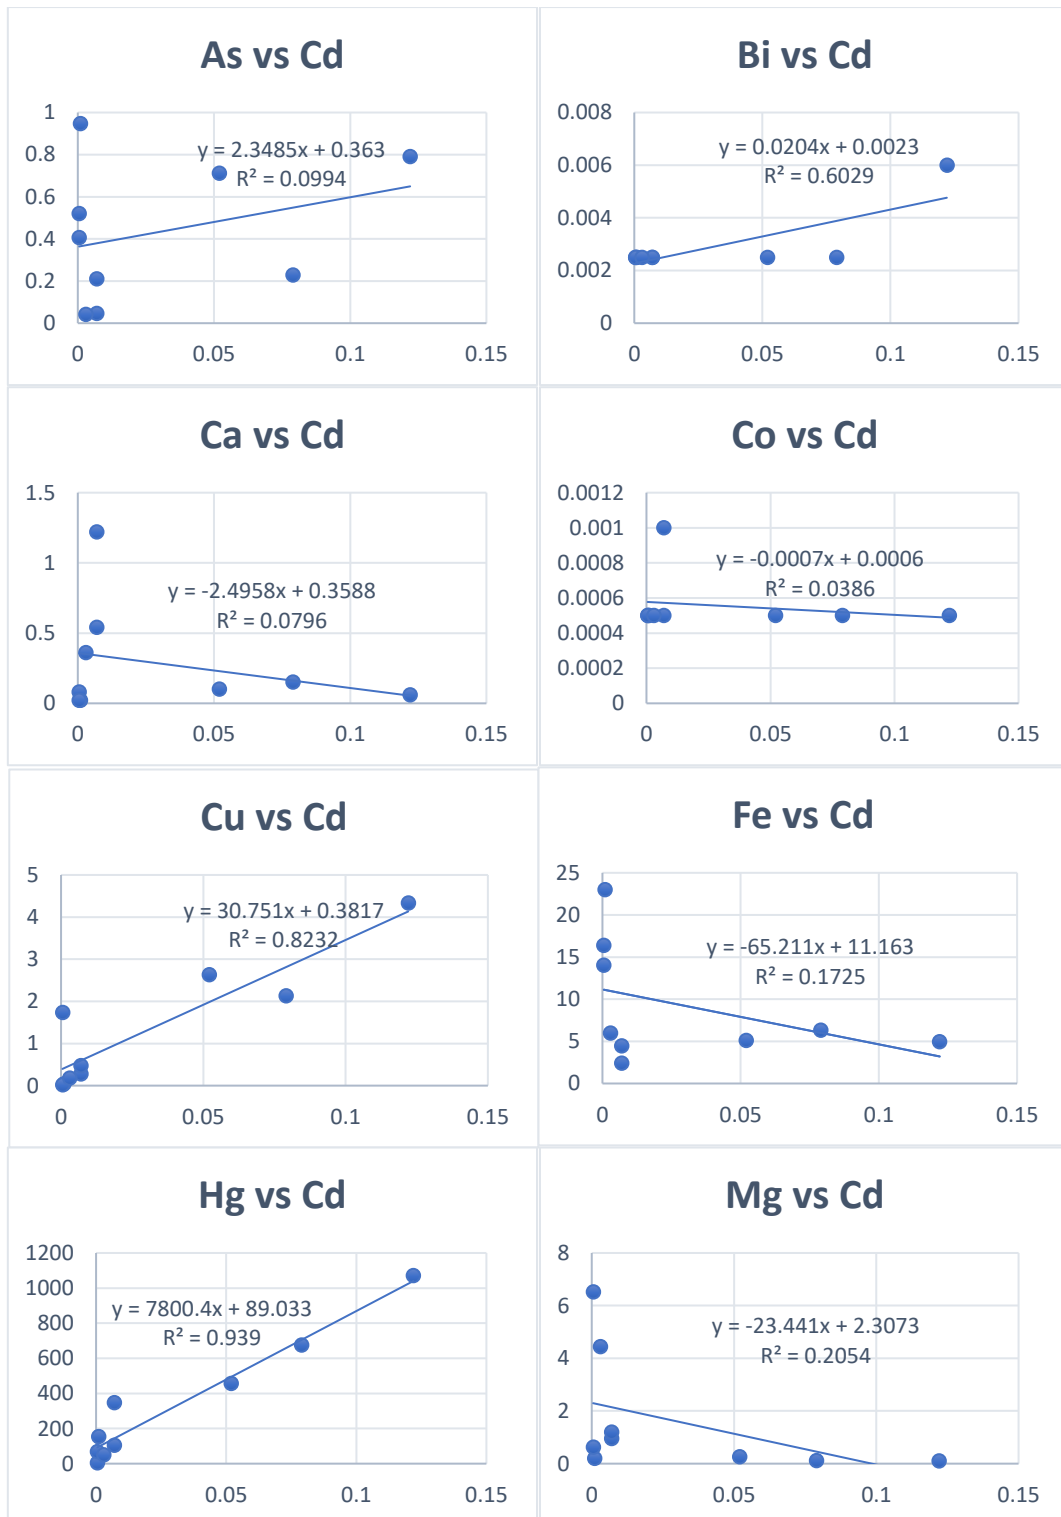 As vs Cd
1
0.8
0.6
0.4
0.2
0
y = 2.3485x + 0.363
R² = 0.0994
0 0.05 0.1 0.15
Bi vs Cd
0.008
0.006
0.004
0.002
0
y = 0.0204x + 0.0023
R² = 0.6029
0 0.05 0.1 0.15
Ca vs Cd
1.5
1
0.5
0
y = -2.4958x + 0.3588
R² = 0.0796
0 0.05 0.1 0.15
Co vs Cd
0.0012
0.001
0.0008
0.0006
0.0004
0.0002
0
y = -0.0007x + 0.0006
R² = 0.0386
0 0.05 0.1 0.15
Cu vs Cd
5
4
3
2
1
0
y = 30.751x + 0.3817
R² = 0.8232
0 0.05 0.1 0.15
Fe vs Cd
25
20
15
10
5
0
y = -65.211x + 11.163
R² = 0.1725
0 0.05 0.1 0.15
Hg vs Cd
1200
1000
800
600
400
200
0
y = 7800.4x + 89.033
R² = 0.939
0 0.05 0.1 0.15
Mg vs Cd
8
6
4
2
0
y = -23.441x + 2.3073
R² = 0.2054
0 0.05 0.1 0.15